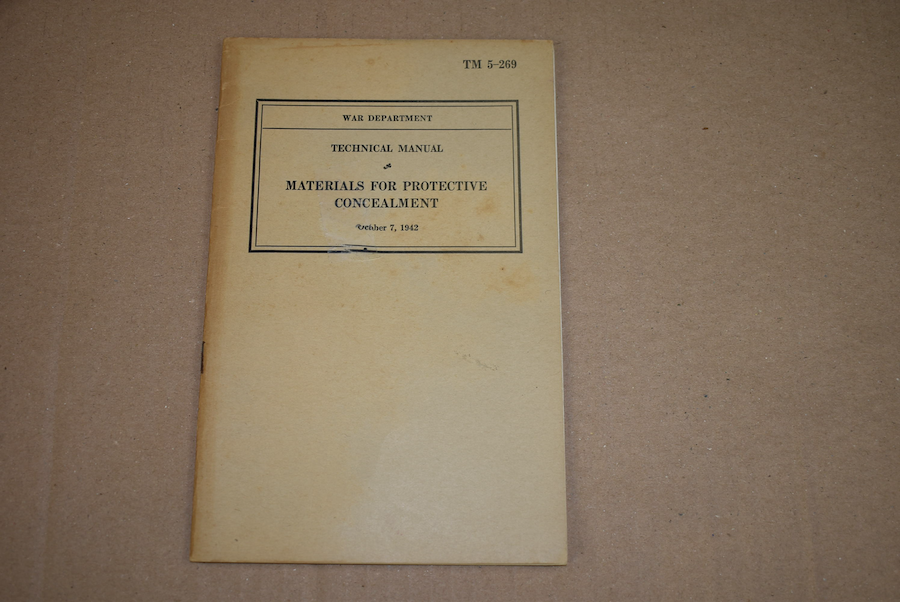 TM 5–269
WAR DEPARTMENT
TECHNICAL MANUAL
MATERIALS FOR PROTECTIVE
CONCEALMENT
October 7, 1942